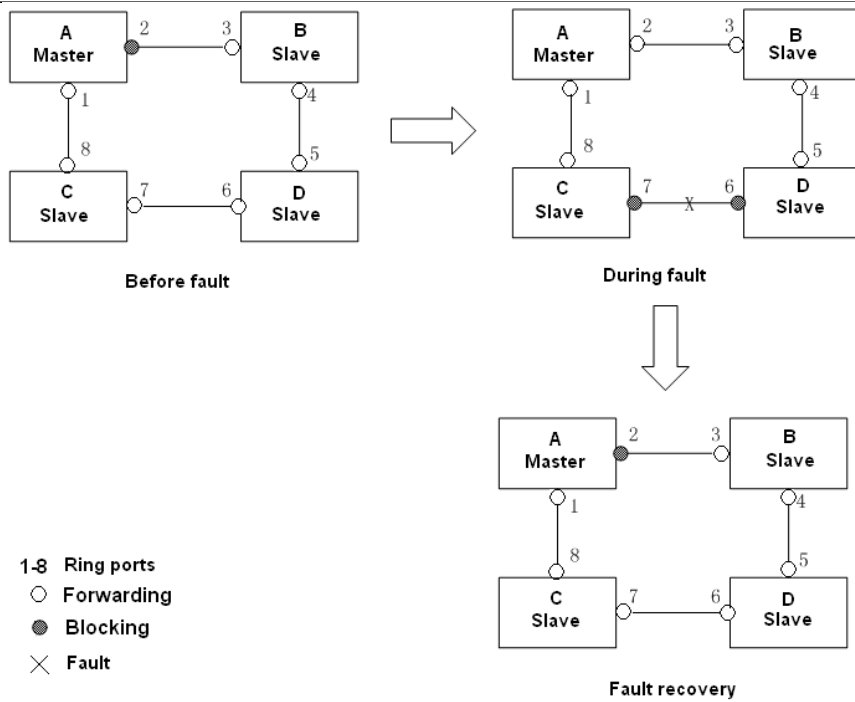 A
Master
2
3
B
Slave
1
4
8
5
C
Slave
7
6
D
Slave
Before fault
A
Master
2
3
B
Slave
1
4
8
5
C
Slave
7
X
6
D
Slave
During fault
A
Master
2
3
B
Slave
1
4
8
5
C
Slave
7
6
D
Slave
Fault recovery
1-8 Ring ports
Forwarding
Blocking
Fault